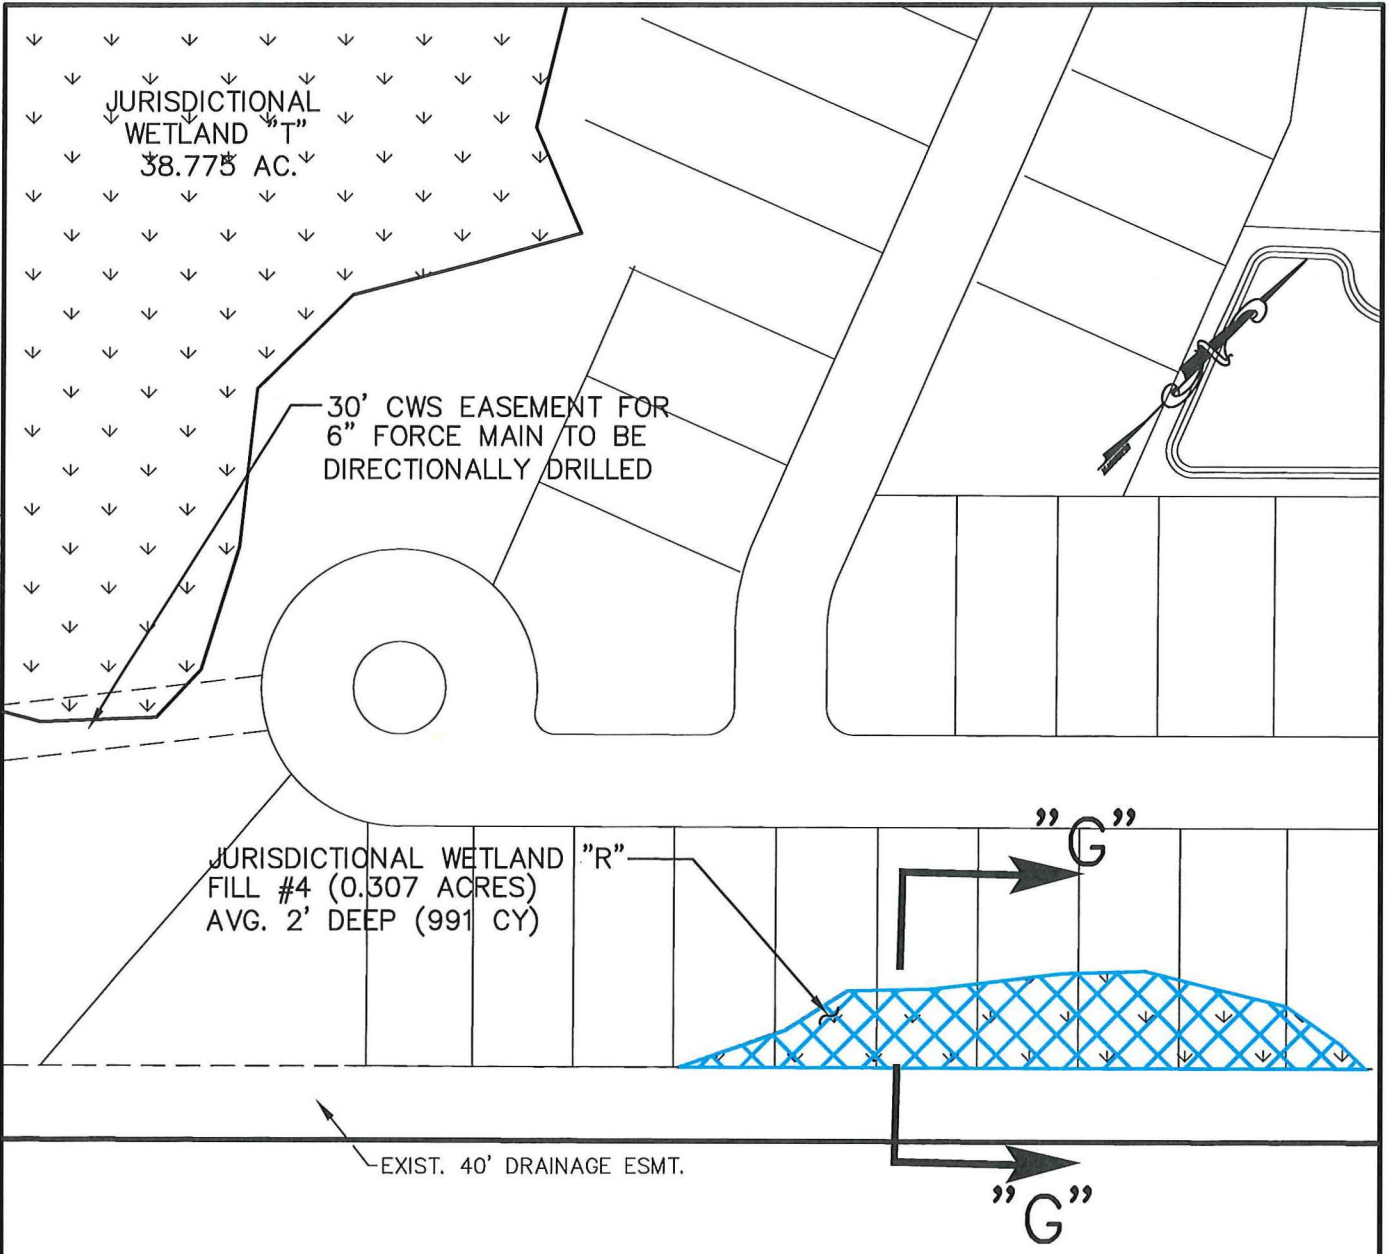 JURISDICTIONAL
WETLAND "T"
38.775 AC.
30' CWS EASEMENT FOR
6" FORCE MAIN TO BE
DIRECTIONALLY DRILLED
"G"
JURISDICTIONAL WETLAND "R"
FILL #4 (0.307 ACRES)
AVG. 2' DEEP (991 CY)
EXIST. 40' DRAINAGE ESMT.
"G"